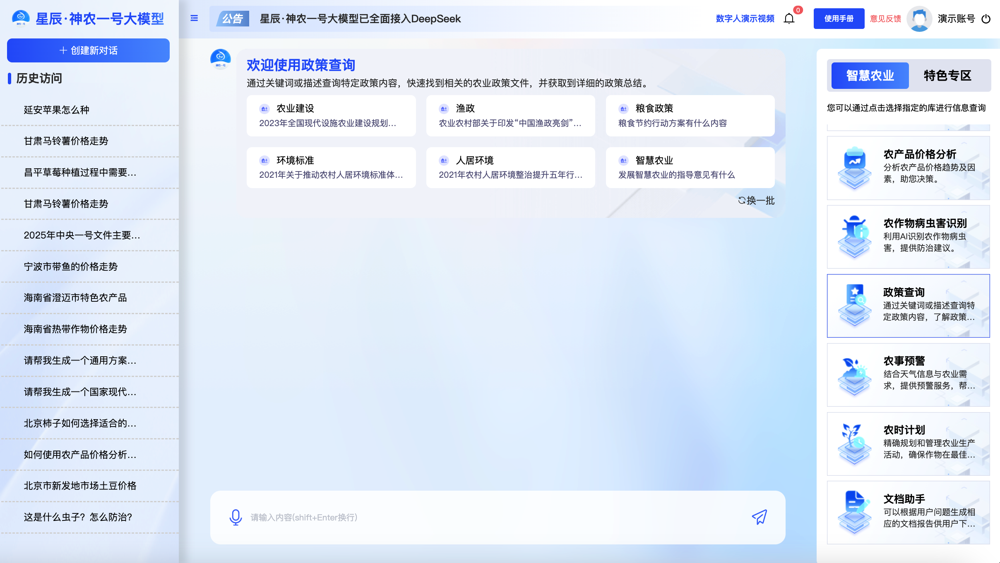 星辰·神农一号大模型
神农一号
创建新对话
历史访问
延安苹果怎么种
甘肃马铃薯价格走势
昌平草莓种植过程中需要...
甘肃马铃薯价格走势
2025年中央一号文件主要...
宁波市带鱼的价格走势
海南省澄迈市特色农产品
海南省热带作物价格走势
请帮我生成一个通用方案...
请帮我生成一个国家现代...
北京柿子如何选择适合的...
如何使用农产品价格分析...
北京市新发地市场土豆价格
这是什么虫子？怎么防治？
公告
星辰·神农一号大模型已全面接入DeepSeek
数字人演示视频
0
使用手册
意见反馈
演示账号
神农一号
欢迎使用政策查询
通过关键词或描述查询特定政策内容，快速找到相关的农业政策文件，并获取到详细的政策总结。
农业建设
2023年全国现代设施农业建设规划...
渔政
农业农村部关于印发“中国渔政亮剑”...
粮食政策
粮食节约行动方案有什么内容
环境标准
2021年关于推动农村人居环境标准体...
人居环境
2021年农村人居环境整治提升五年行...
智慧农业
发展智慧农业的指导意见有什么
换一批
请输入内容(shift+Enter换行)
智慧农业
特色专区
您可以通过点击选择指定的库进行信息查询
农产品价格分析
分析农产品价格趋势及因
素，助您决策。
农作物病虫害识别
利用AI识别农作物病虫
害，提供防治建议。
政策查询
通过关键词或描述查询特
定政策内容，了解政策...
农事预警
结合天气信息与农业需
求，提供预警服务，帮...
农时计划
精确规划和管理农业生产
活动，确保作物在最佳...
文档助手
可以根据用户问题生成相
应的文档报告供用户下...